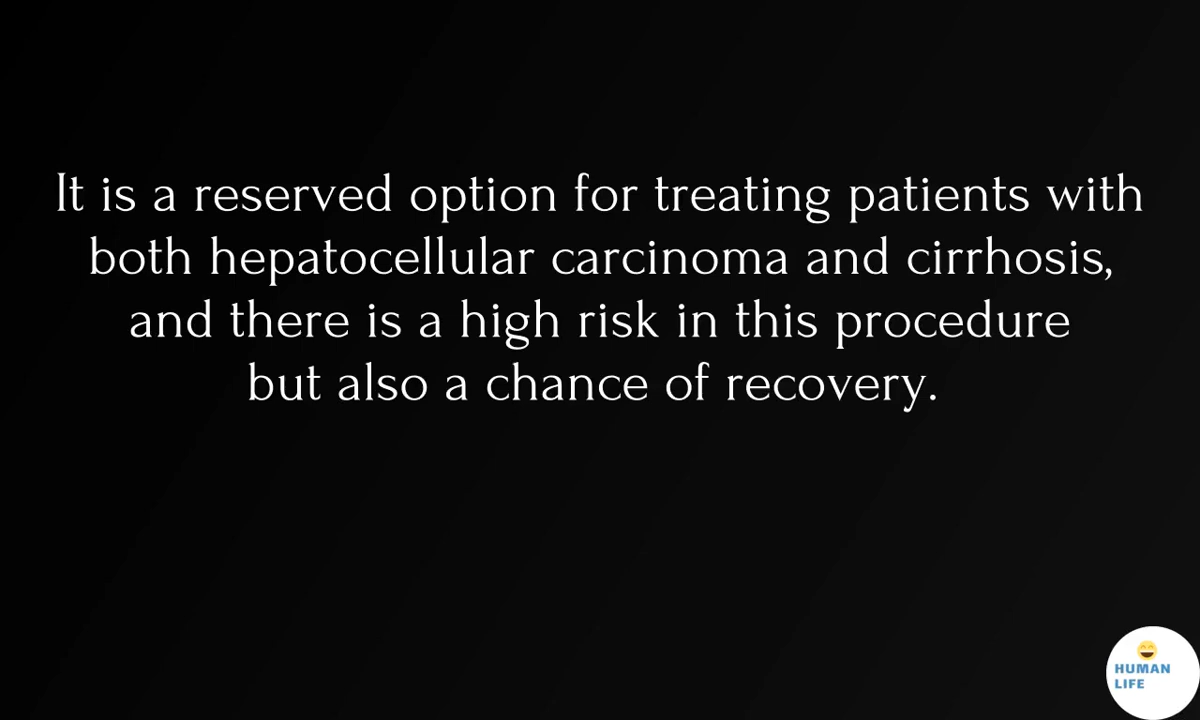 It is a reserved option for treating patients with
both hepatocellular carcinoma and cirrhosis,
and there is a high risk in this procedure
but also a chance of recovery.
HUMAN
LIFE